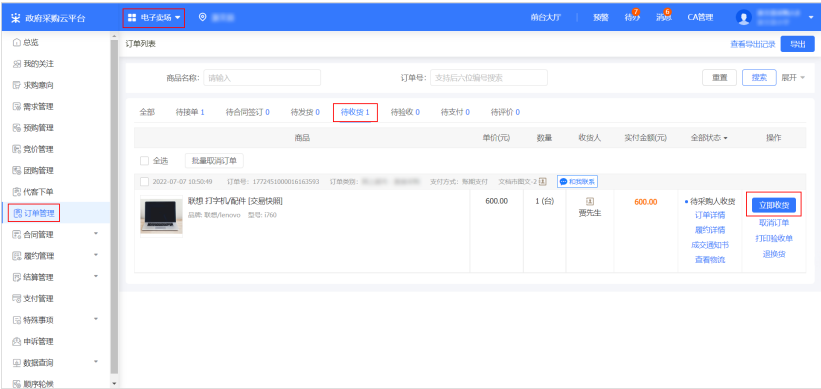 政府采购云平台
电子卖场
前台大厅 预警 待办 消息 CA管理
总览
我的关注
求购意向
需求管理
预购管理
竞价管理
团购管理
代客下单
订单管理
合同管理
履约管理
结算管理
支付管理
特殊事项
申诉管理
数据查询
顺序轮候
订单列表 查看导出记录 导出
商品名称: 请输入 订单号: 支持后六位编号搜索 重置 搜索 展开
全部 待接单 1 待合同签订 0 待发货 0 待收货 1 待验收 0 待支付 0 待评价 0
商品 单价(元) 数量 收货人 实付金额(元) 全部状态 操作
全选 批量取消订单
2022-07-07 10:50:49 订单号: 1772451000016163593 订单类别: 支付方式: 账期支付 文档市图文-2 和我联系
联想 打字机/配件 [交易快照] 600.00 1 (台) 贾先生 600.00 待采购人收货 立即收货
品牌: 联想/lenovo 型号: i760 订单详情 取消订单
履约详情 打印验收单
成交通知书 退换货
查看物流